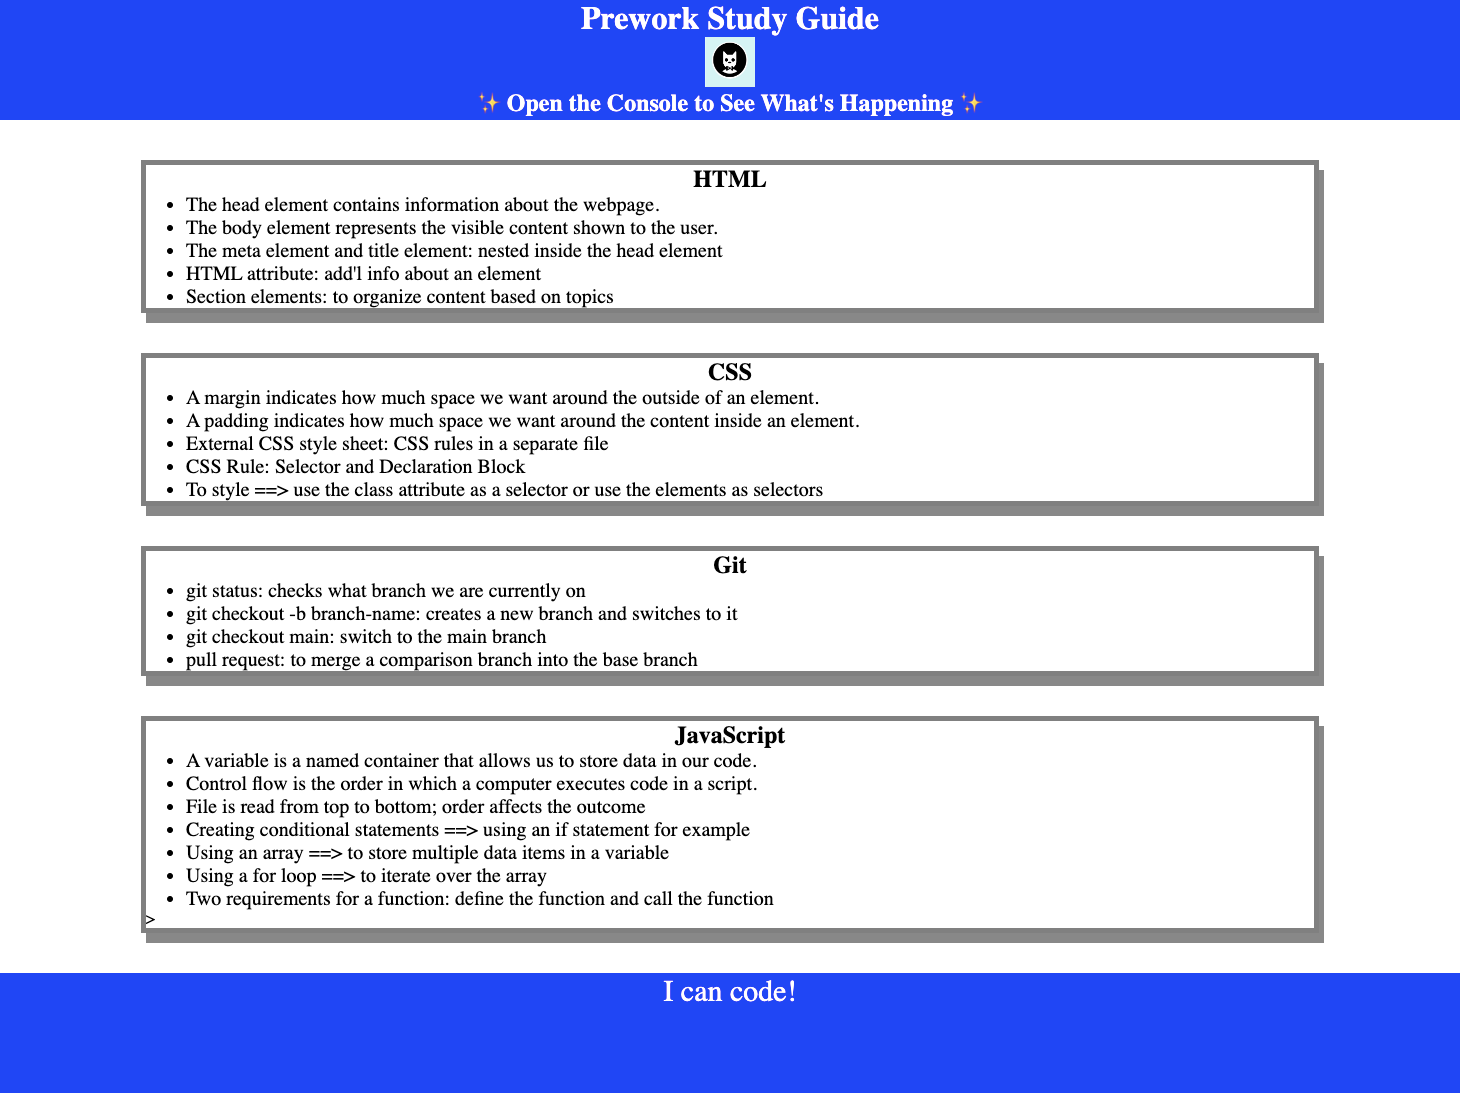 Prework Study Guide
✨ Open the Console to See What's Happening ✨
HTML
• The head element contains information about the webpage.
• The body element represents the visible content shown to the user.
• The meta element and title element: nested inside the head element
• HTML attribute: add'l info about an element
• Section elements: to organize content based on topics
CSS
• A margin indicates how much space we want around the outside of an element.
• A padding indicates how much space we want around the content inside an element.
• External CSS style sheet: CSS rules in a separate file
• CSS Rule: Selector and Declaration Block
• To style ==> use the class attribute as a selector or use the elements as selectors
Git
• git status: checks what branch we are currently on
• git checkout -b branch-name: creates a new branch and switches to it
• git checkout main: switch to the main branch
• pull request: to merge a comparison branch into the base branch
JavaScript
• A variable is a named container that allows us to store data in our code.
• Control flow is the order in which a computer executes code in a script.
• File is read from top to bottom; order affects the outcome
• Creating conditional statements ==> using an if statement for example
• Using an array ==> to store multiple data items in a variable
• Using a for loop ==> to iterate over the array
• Two requirements for a function: define the function and call the function
>
I can code!